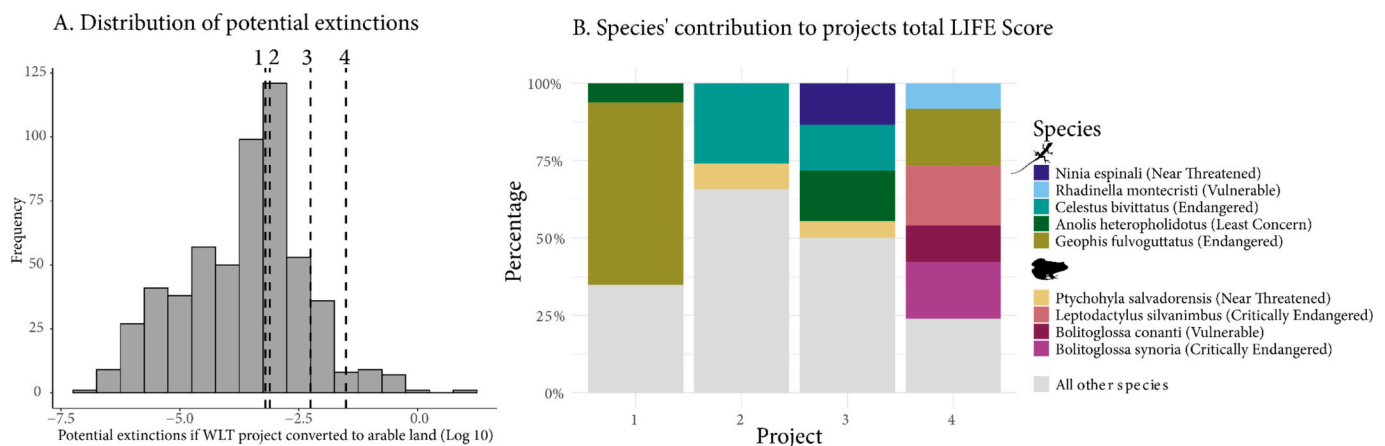 A. Distribution of potential extinctions
1 2 3 4
125
100
75
50
25
0
Frequency
-7.5 -5.0 -2.5 0.0
Potential extinctions if WLT project converted to arable land (Log 10)
B. Species' contribution to projects total LIFE Score
100%
75%
50%
25%
0%
Percentage
1 2 3 4
Project
Species
Ninia espinali (Near Threatened)
Rhadinella montecristi (Vulnerable)
Celestus bivittatus (Endangered)
Anolis heteropholidotus (Least Concern)
Geophis fulvoguttatus (Endangered)
Ptychohyla salvadorensis (Near Threatened)
Leptodactylus silvanimbus (Critically Endangered)
Bolitoglossa conanti (Vulnerable)
Bolitoglossa synoria (Critically Endangered)
All other species